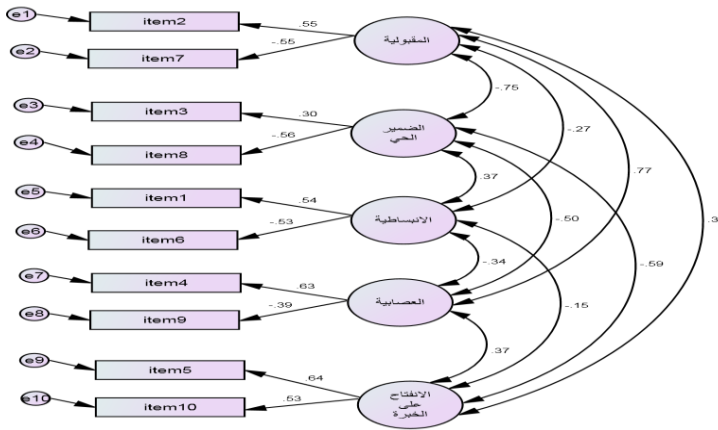 e1
item2
.55
المقبولية
e2
item7
-.55
-.75
e3
item3
.30
الضمير
الحي
-.27
e4
item8
-.56
.77
.37
e5
item1
.54
الانبساطية
-.50
.3
e6
item6
-.53
-.34
-.59
e7
item4
.63
العصابية
-.15
e8
item9
-.39
.37
e9
item5
.64
الانفتاح
على
الخبرة
e10
item10
.53